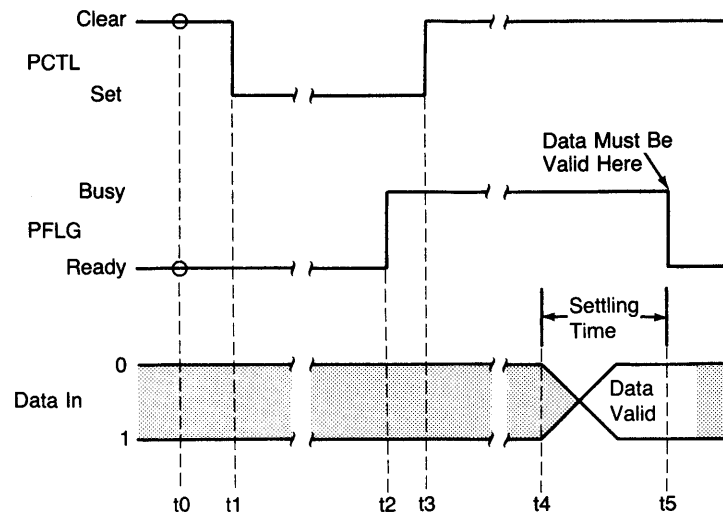 Clear
PCTL
Set
Data Must Be
Valid Here
Busy
PFLG
Ready
Settling
Time
0
Data In
Data
Valid
1
t0
t1
t2
t3
t4
t5